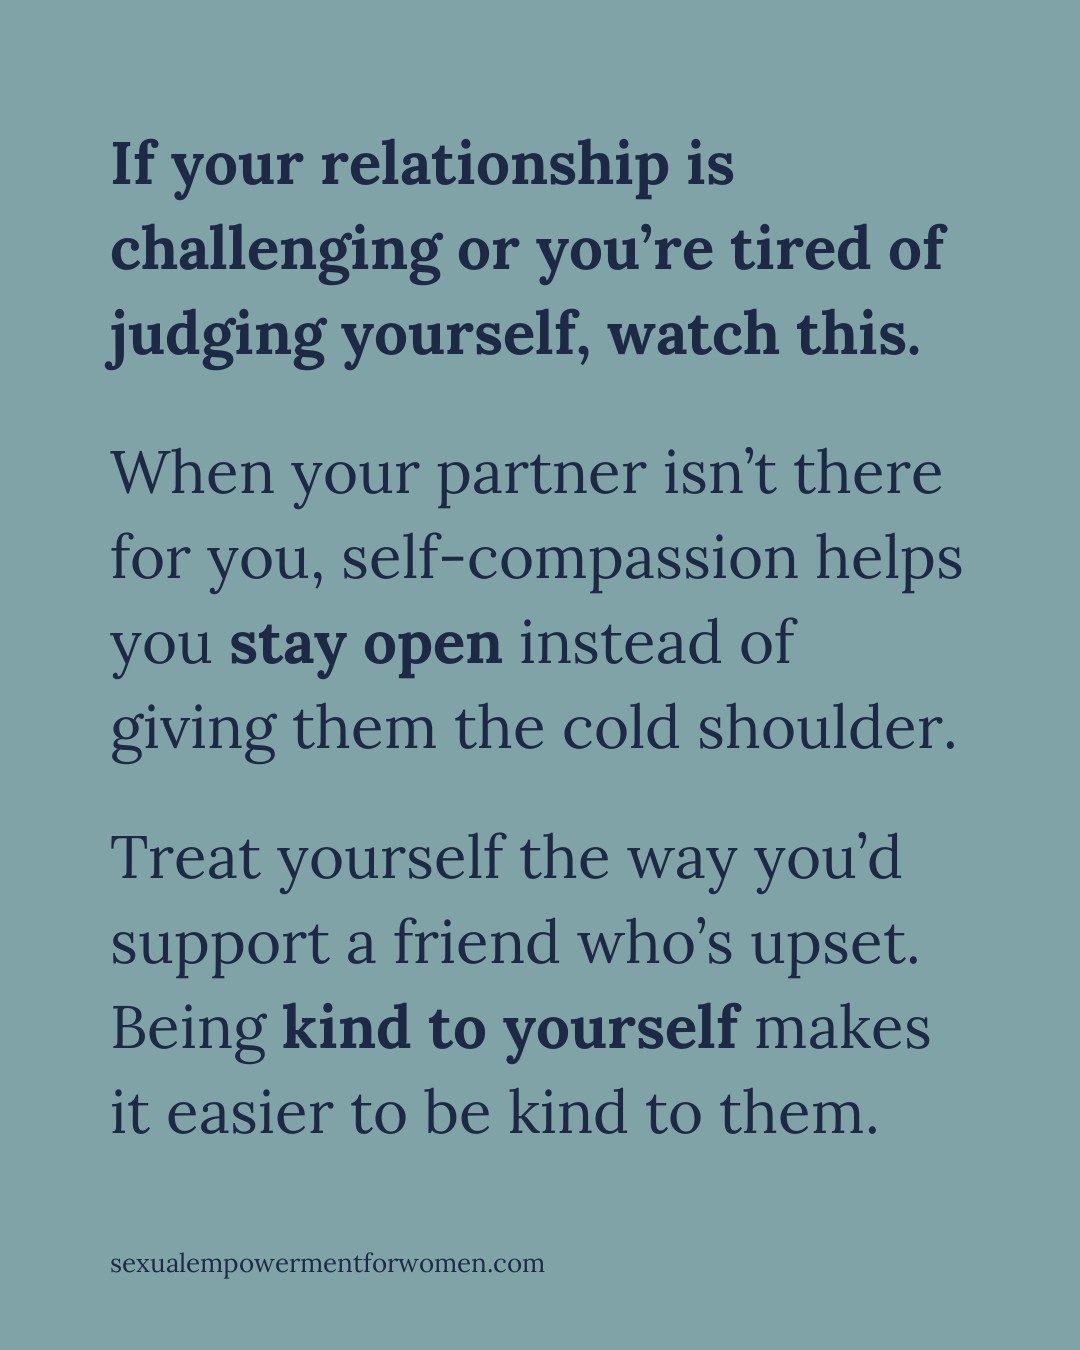 If your relationship is
challenging or you’re tired of
judging yourself, watch this.
When your partner isn’t there
for you, self-compassion helps
you stay open instead of
giving them the cold shoulder.
Treat yourself the way you’d
support a friend who’s upset.
Being kind to yourself makes
it easier to be kind to them.
sexualempowermentforwomen.com